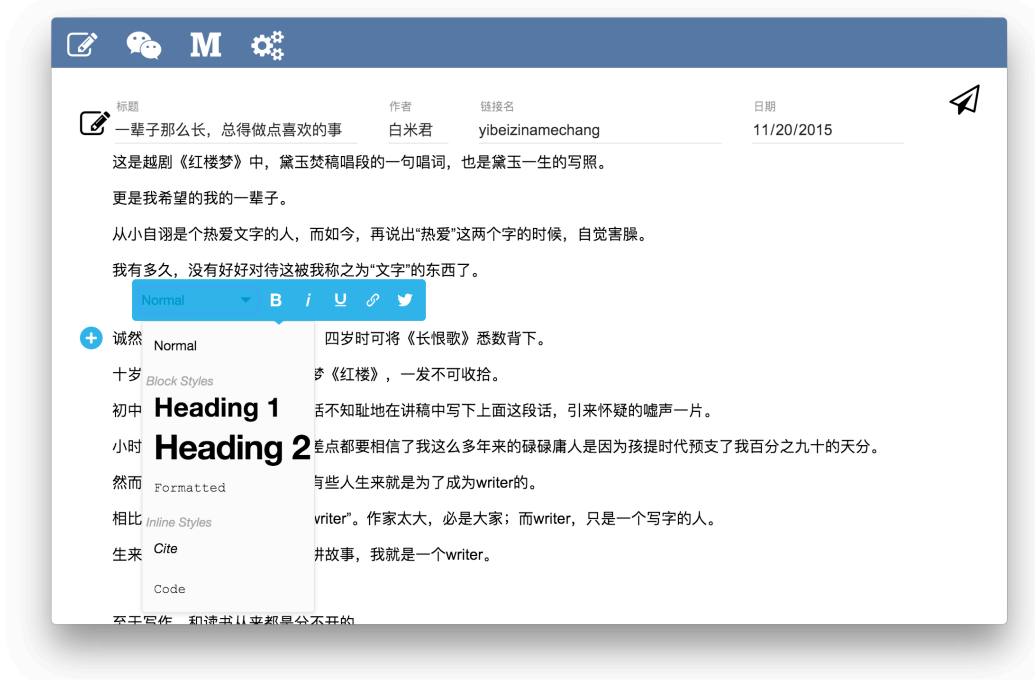 M
标题 作者 链接名 日期
一辈子那么长，总得做点喜欢的事 白米君 yibeizinamechang 11/20/2015
这是越剧《红楼梦》中，黛玉焚稿唱段的一句唱词，也是黛玉一生的写照。
更是我希望的我的一辈子。
从小自诩是个热爱文字的人，而如今，再说出“热爱”这两个字的时候，自觉害臊。
我有多久，没有好好对待这被我称之为“文字”的东西了。
Normal B i U
诚然 四岁时可将《长恨歌》悉数背下。
Normal
十岁 梦《红楼》，一发不可收拾。
Block Styles
Heading 1
初中 话不知耻地在讲稿中写下上面这段话，引来怀疑的嘘声一片。
Heading 2
小时 差点都要相信了我这么多年来的碌碌庸人是因为孩提时代预支了我百分之九十的天分。
然而 有些人生来就是为了成为writer的。
Formatted
相比 writer”。作家太大，必是大家；而writer，只是一个写字的人。
Inline Styles
Cite
生来 讲故事，我就是一个writer。
Code
至于写作，和读书从来都是分不开的